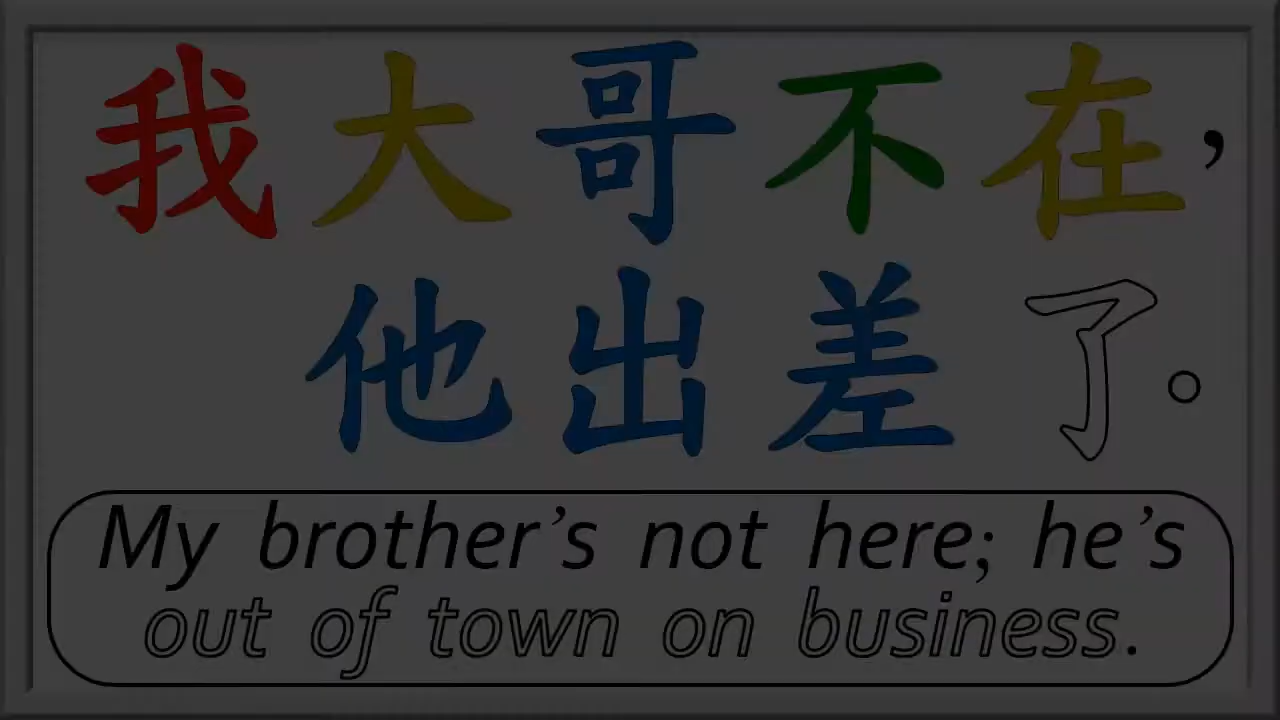 我大哥不在,
他出差了。
My brother's not here; he's
out of town on business.